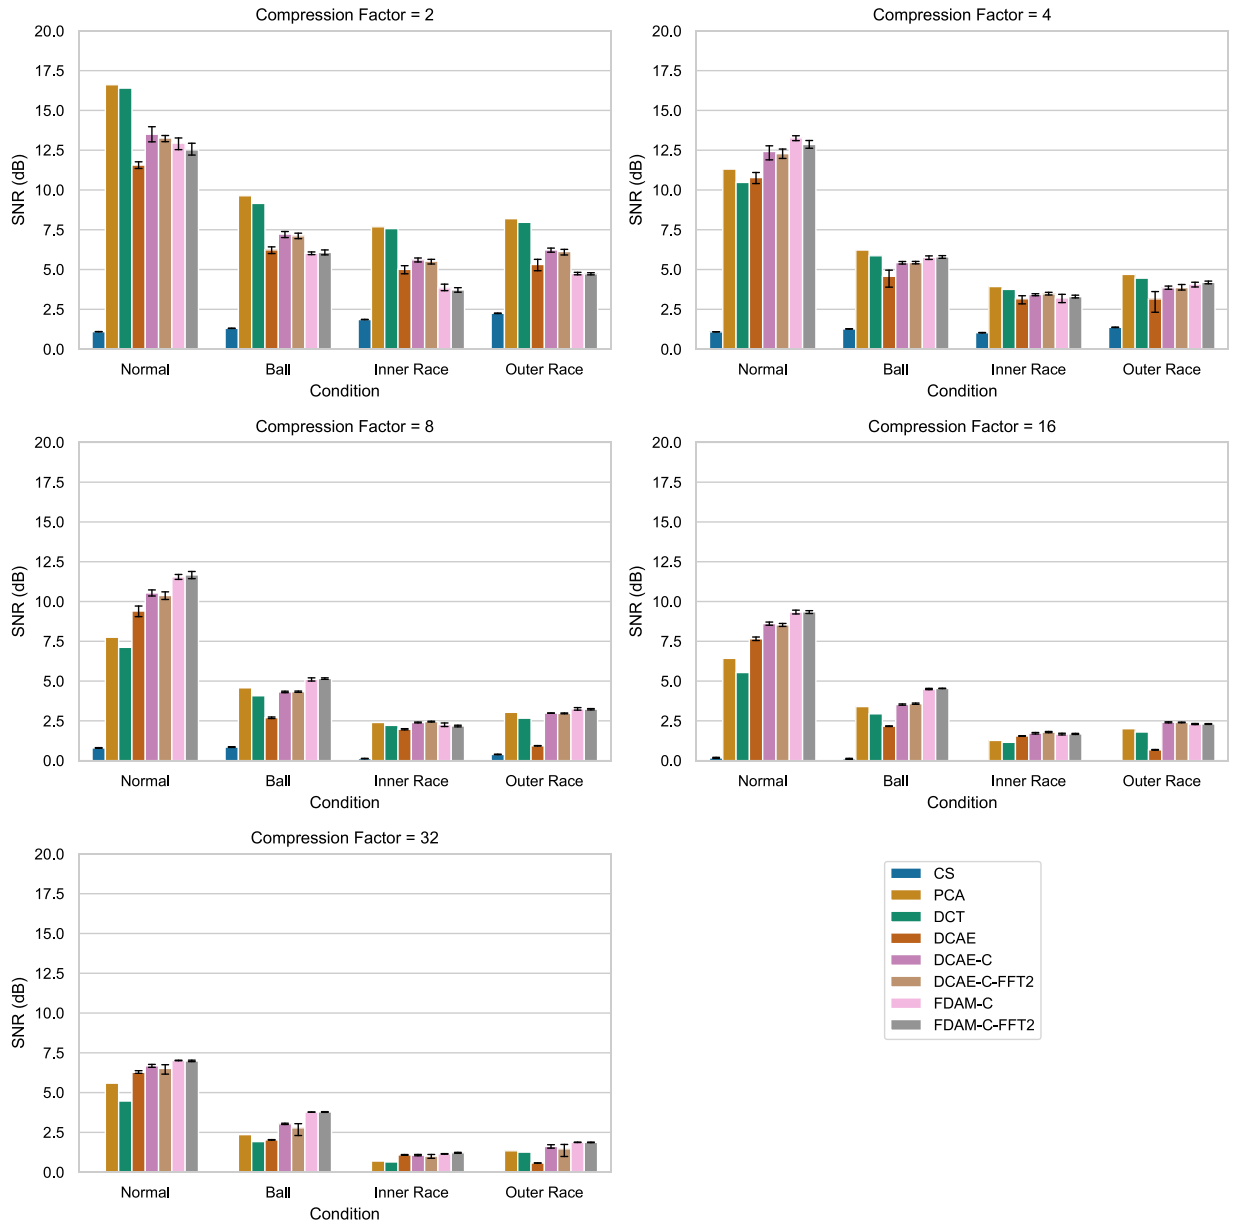 Compression Factor = 2
20.0
17.5
15.0
12.5
10.0
7.5
5.0
2.5
0.0
SNR (dB)
Normal
Ball
Inner Race
Outer Race
Condition
Compression Factor = 4
20.0
17.5
15.0
12.5
10.0
7.5
5.0
2.5
0.0
SNR (dB)
Normal
Ball
Inner Race
Outer Race
Condition
Compression Factor = 8
20.0
17.5
15.0
12.5
10.0
7.5
5.0
2.5
0.0
SNR (dB)
Normal
Ball
Inner Race
Outer Race
Condition
Compression Factor = 16
20.0
17.5
15.0
12.5
10.0
7.5
5.0
2.5
0.0
SNR (dB)
Normal
Ball
Inner Race
Outer Race
Condition
Compression Factor = 32
20.0
17.5
15.0
12.5
10.0
7.5
5.0
2.5
0.0
SNR (dB)
Normal
Ball
Inner Race
Outer Race
Condition
CS
PCA
DCT
DCAE
DCAE-C
DCAE-C-FFT2
FDAM-C
FDAM-C-FFT2